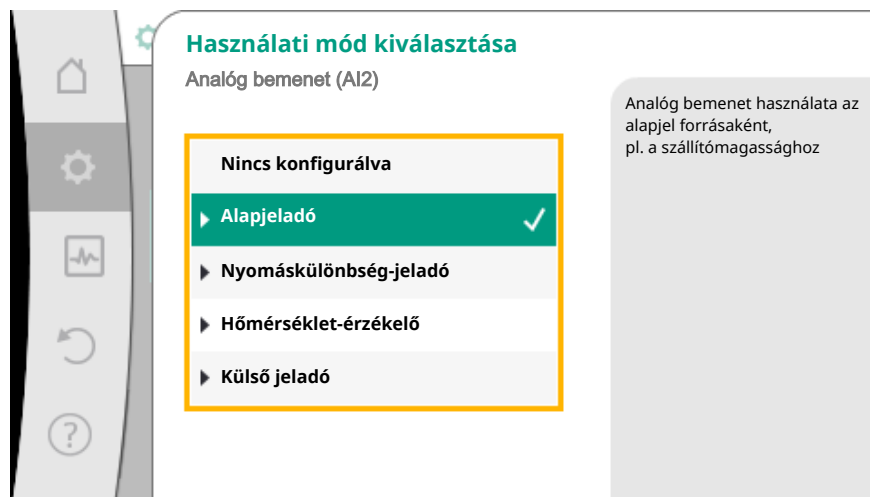 Használati mód kiválasztása
Analóg bemenet (AI2)
Nincs konfigurálva
Alapjeladó
Nyomáskülönbség-jeladó
Hőmérséklet-érzékelő
Külső jeladó
Analóg bemenet használata az
alapjel forrásaként,
pl. a szállítómagassághoz